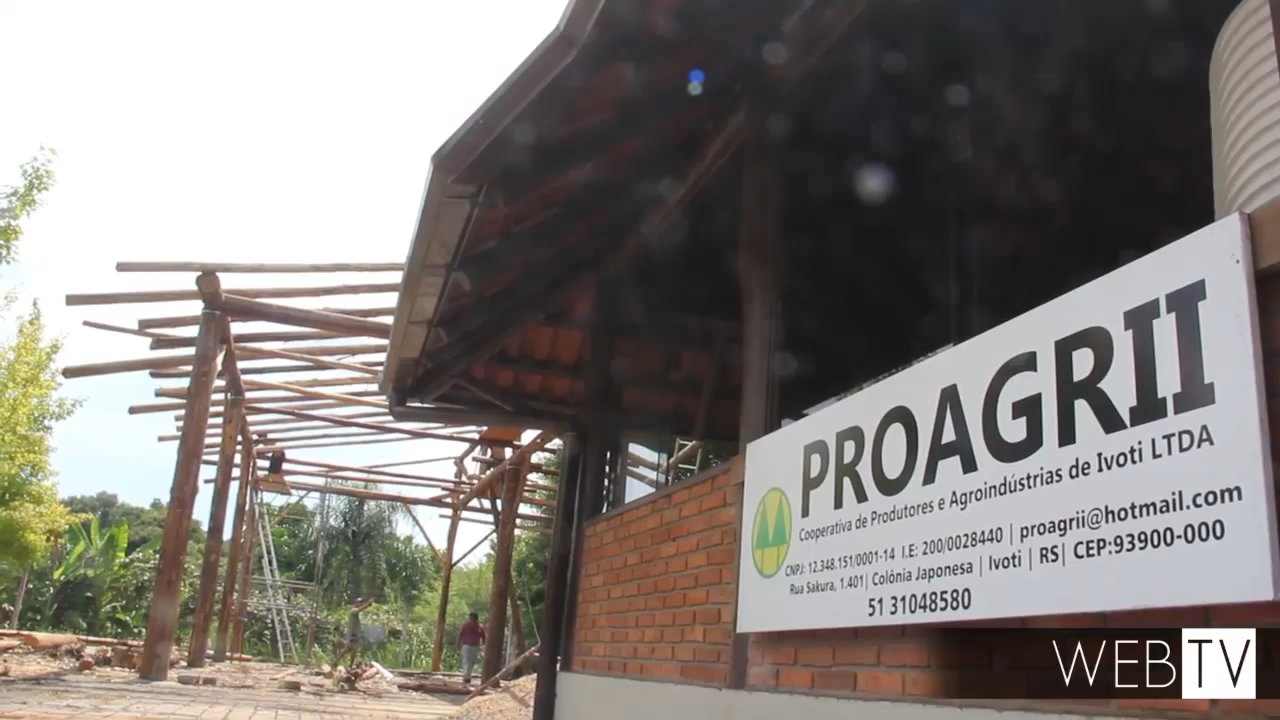 PROAGRII
Cooperativa de Produtores e Agroindústrias de Ivoti LTDA
CNPJ: 12.348.151/0001-14 I.E: 200/0028440 | proagrii@hotmail.com
Rua Sakura, 1.401| Colônia Japonesa | Ivoti | RS| CEP:93900-000
51 31048580
WEBTV